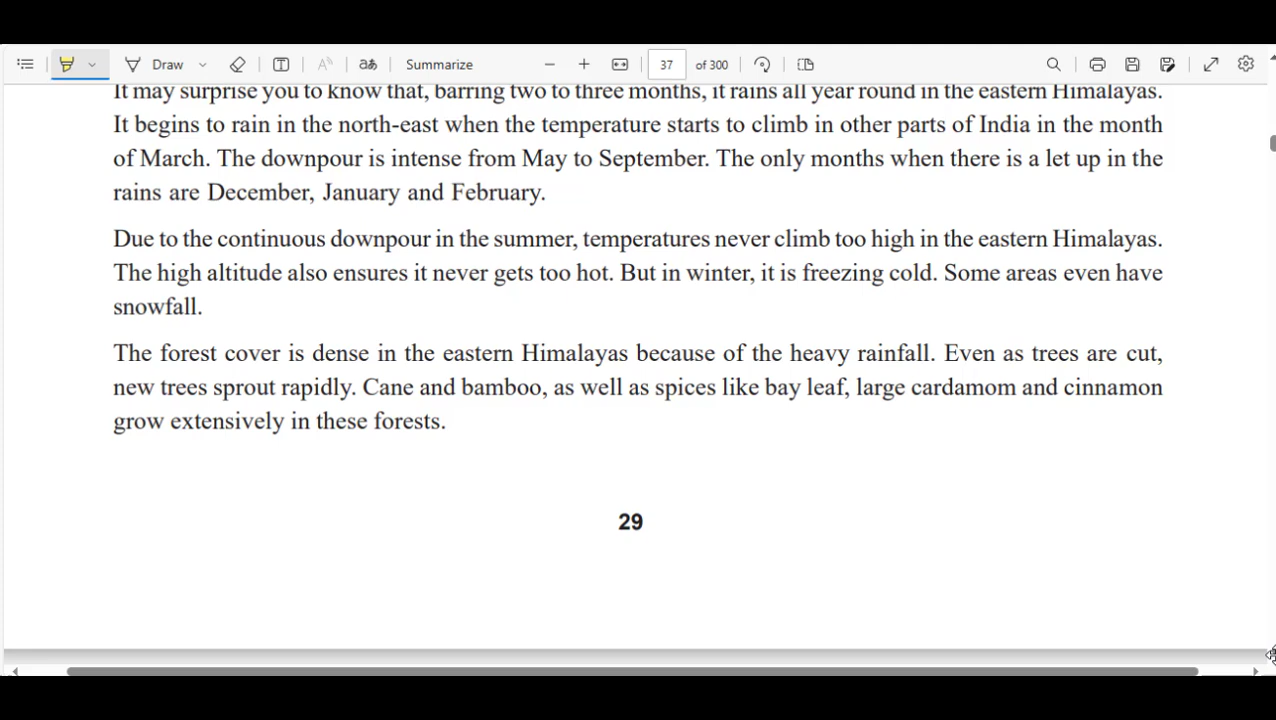 Draw
Summarize
37
of 300
It may surprise you to know that, barring two to three months, it rains all year round in the eastern Himalayas.
It begins to rain in the north-east when the temperature starts to climb in other parts of India in the month
of March. The downpour is intense from May to September. The only months when there is a let up in the
rains are December, January and February.
Due to the continuous downpour in the summer, temperatures never climb too high in the eastern Himalayas.
The high altitude also ensures it never gets too hot. But in winter, it is freezing cold. Some areas even have
snowfall.
The forest cover is dense in the eastern Himalayas because of the heavy rainfall. Even as trees are cut,
new trees sprout rapidly. Cane and bamboo, as well as spices like bay leaf, large cardamom and cinnamon
grow extensively in these forests.
29